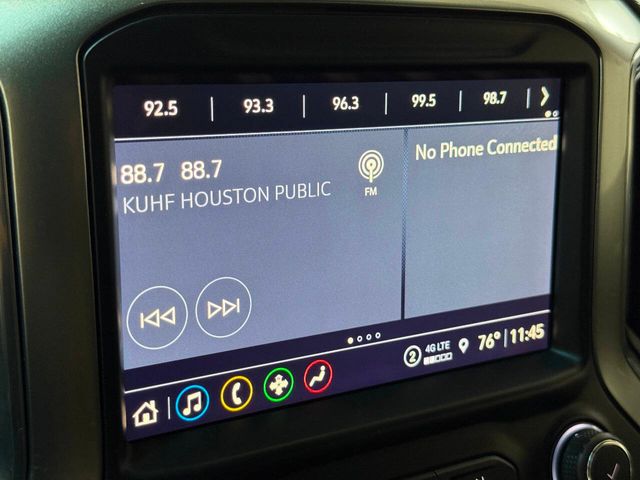 92.5 93.3 96.3 99.5 98.7
88.7 88.7
KUHF HOUSTON PUBLIC
FM
No Phone Connected
2 4G LTE 76° 11:45